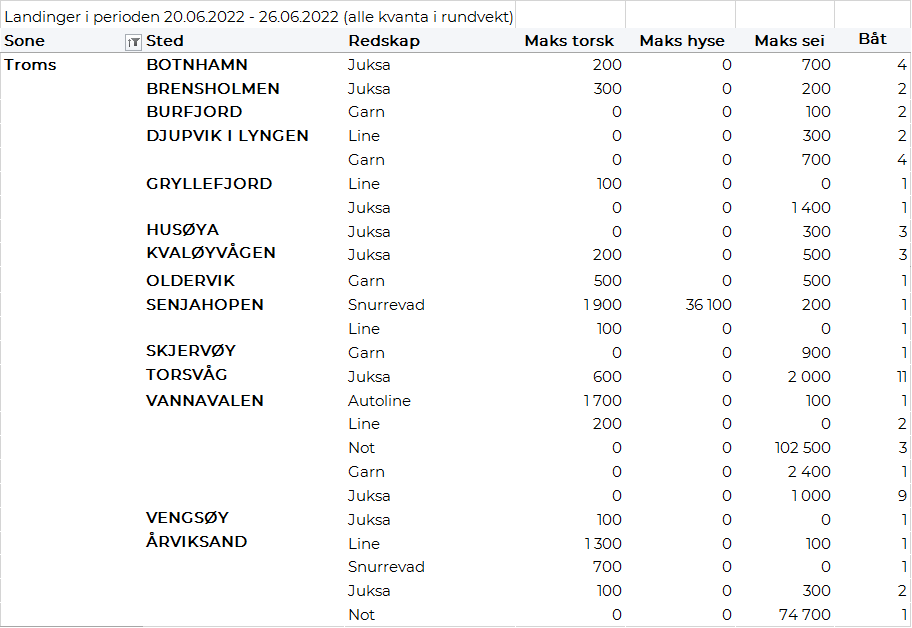 Landinger i perioden 20.06.2022 - 26.06.2022 (alle kvanta i rundvekt)
Sone Sted Redskap Maks torsk Maks hyse Maks sei Båt
Troms BOTNHAMN Juksa 200 0 700 4
BRENSHOLMEN Juksa 300 0 200 2
BURFJORD Garn 0 0 100 2
DJUPVIK I LYNGEN Line 0 0 300 2
Garn 0 0 700 4
GRYLLEFJORD Line 100 0 0 1
Juksa 0 0 1 400 1
HUSØYA Juksa 0 0 300 3
KVALØYVÅGEN Juksa 200 0 500 3
OLDERVIK Garn 500 0 500 1
SENJAHOPEN Snurrevad 1 900 36 100 200 1
Line 100 0 0 1
SKJERVØY Garn 0 0 900 1
TORSVÅG Juksa 600 0 2 000 11
VANNAVALEN Autoline 1 700 0 100 1
Line 200 0 0 2
Not 0 0 102 500 3
Garn 0 0 2 400 1
Juksa 0 0 1 000 9
VENGSØY Juksa 100 0 0 1
ÅRVIKSAND Line 1 300 0 100 1
Snurrevad 700 0 0 1
Juksa 100 0 300 2
Not 0 0 74 700 1